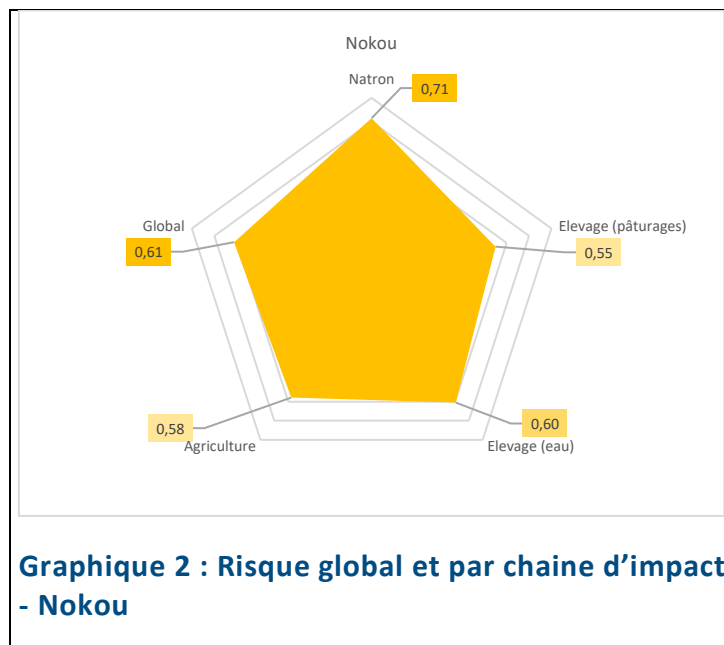 Nokou
Natron
0,71
Global
0,61
Elevage (pâturages)
0,55
0,58
Agriculture
0,60
Elevage (eau)
Graphique 2 : Risque global et par chaine d’impact
- Nokou